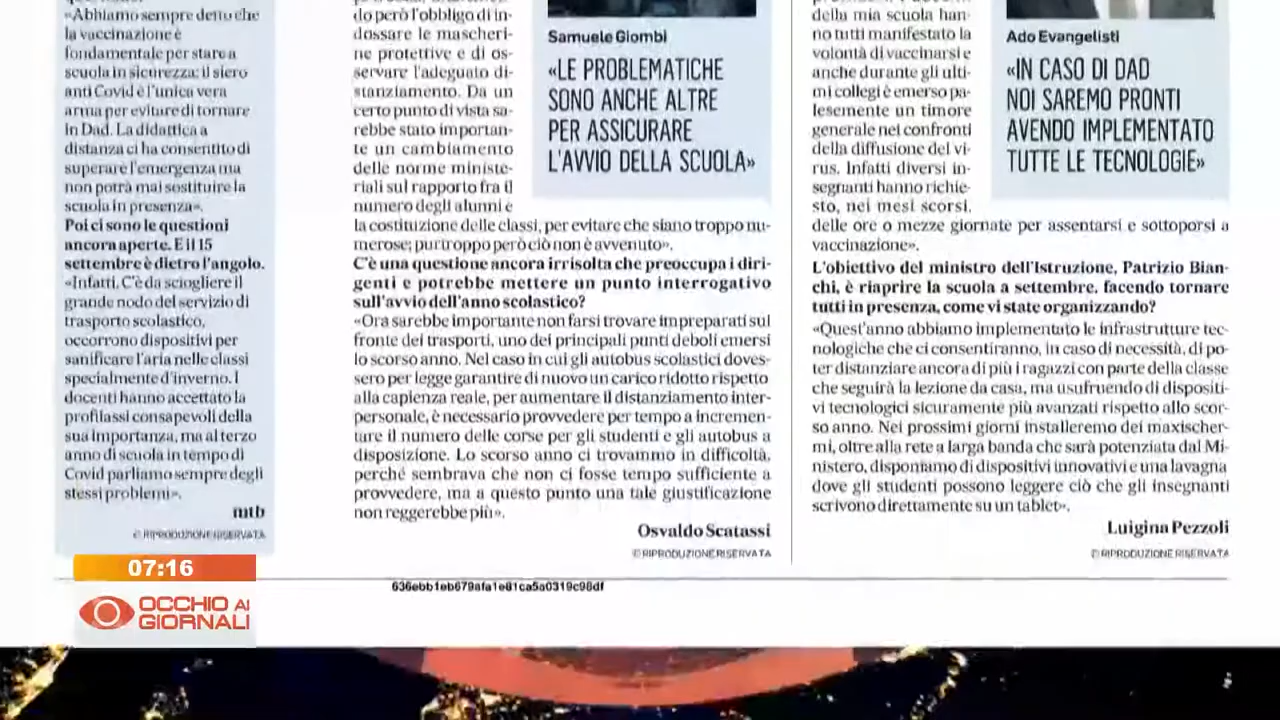 «Abbiamo sempre detto che
la vaccinazione è
fondamentale per stare a
scuola in sicurezza: il siero
anti Covid è l'unica vera
arma per evitare di tornare
in Dad. La didattica a
distanza ci ha consentito di
superare l'emergenza ma
non potrà mai sostituire la
scuola in presenza».
Poi ci sono le questioni
ancora aperte. E il 15
settembre è dietro l'angolo.
«Infatti. C'è da sciogliere il
grande nodo del servizio di
trasporto scolastico,
occorrono dispositivi per
sanificare l'aria nelle classi
specialmente d'inverno. I
docenti hanno accettato la
profilassi consapevoli della
sua importanza, ma al terzo
anno di scuola in tempo di
Covid parliamo sempre degli
stessi problemi».
mtb
© RIPRODUZIONE RISERVATA
do però l'obbligo di in-
dossare le mascheri-
ne protettive e di os-
servare l'adeguato di-
stanziamento. Da un
certo punto di vista sa-
rebbe stato importan-
te un cambiamento
delle norme ministe-
riali sul rapporto fra il
numero degli alunni e
la costituzione delle classi, per evitare che siano troppo nu-
merose; purtroppo però ciò non è avvenuto».
C'è una questione ancora irrisolta che preoccupa i diri-
genti e potrebbe mettere un punto interrogativo
sull'avvio dell'anno scolastico?
«Ora sarebbe importante non farsi trovare impreparati sul
fronte dei trasporti, uno dei principali punti deboli emersi
lo scorso anno. Nel caso in cui gli autobus scolastici doves-
sero per legge garantire di nuovo un carico ridotto rispetto
alla capienza reale, per aumentare il distanziamento inter-
personale, è necessario provvedere per tempo a incremen-
tare il numero delle corse per gli studenti e gli autobus a
disposizione. Lo scorso anno ci trovammo in difficoltà,
perché sembrava che non ci fosse tempo sufficiente a
provvedere, ma a questo punto una tale giustificazione
non reggerebbe più».
Osvaldo Scatassi
© RIPRODUZIONE RISERVATA
Samuele Giombi
«LE PROBLEMATICHE
SONO ANCHE ALTRE
PER ASSICURARE
L'AVVIO DELLA SCUOLA»
della mia scuola han-
no tutti manifestato la
volontà di vaccinarsi e
anche durante gli ulti-
mi collegi è emerso pa-
lesemente un timore
generale nei confronti
della diffusione del vi-
rus. Infatti diversi in-
segnanti hanno richie-
sto, nei mesi scorsi,
delle ore o mezze giornate per assentarsi e sottoporsi a
vaccinazione».
L'obiettivo del ministro dell'Istruzione, Patrizio Bian-
chi, è riaprire la scuola a settembre, facendo tornare
tutti in presenza, come vi state organizzando?
«Quest'anno abbiamo implementato le infrastrutture tec-
nologiche che ci consentiranno, in caso di necessità, di po-
ter distanziare ancora di più i ragazzi con parte della classe
che seguirà la lezione da casa, ma usufruendo di dispositi-
vi tecnologici sicuramente più avanzati rispetto allo scor-
so anno. Nei prossimi giorni installeremo dei maxischer-
mi, oltre alla rete a larga banda che sarà potenziata dal Mi-
nistero, disponiamo di dispositivi innovativi e una lavagna
dove gli studenti possono leggere ciò che gli insegnanti
scrivono direttamente su un tablet».
Luigina Pezzoli
© RIPRODUZIONE RISERVATA
Ado Evangelisti
«IN CASO DI DAD
NOI SAREMO PRONTI
AVENDO IMPLEMENTATO
TUTTE LE TECNOLOGIE»
07:16
OCCHIO AI
GIORNALI
636ebb1eb679afa1e81ca5a0319c98df